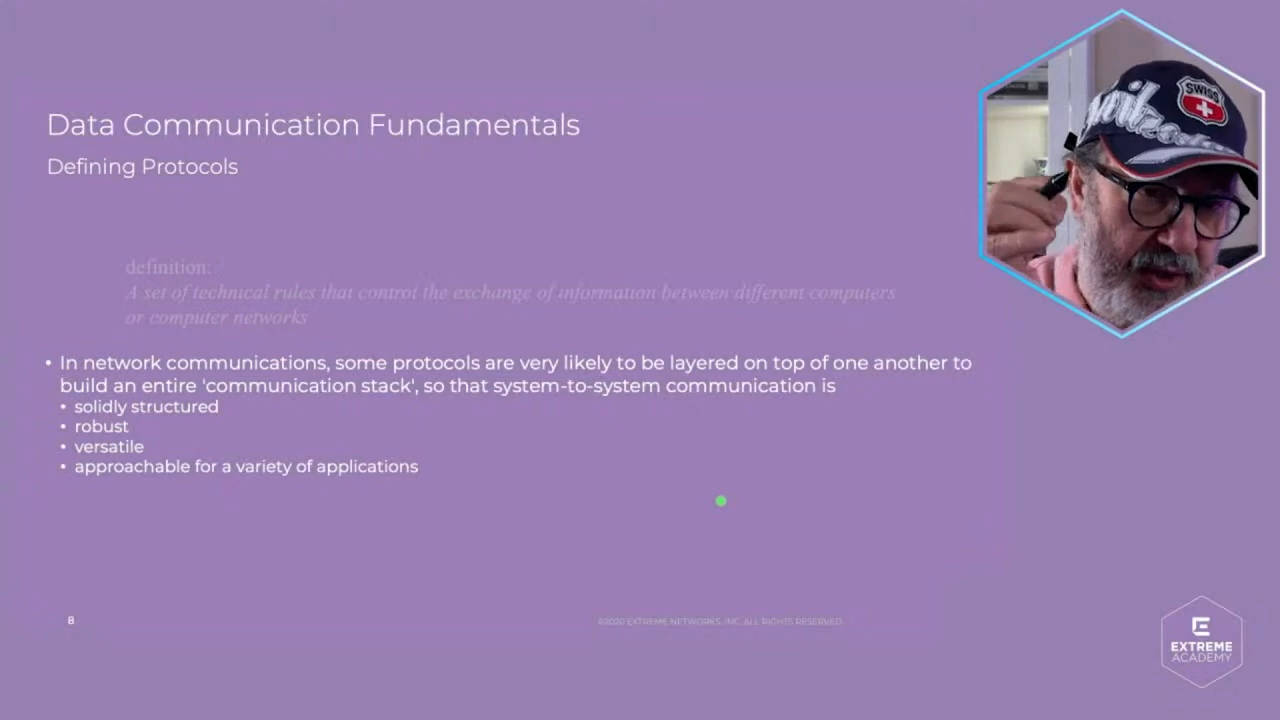 Data Communication Fundamentals
Defining Protocols
definition:
A set of technical rules that control the exchange of information between different computers
or computer networks
• In network communications, some protocols are very likely to be layered on top of one another to
build an entire 'communication stack', so that system-to-system communication is
• solidly structured
• robust
• versatile
• approachable for a variety of applications
8
©2020 EXTREME NETWORKS, INC. ALL RIGHTS RESERVED.
SWISS
E
EXTREME
ACADEMY